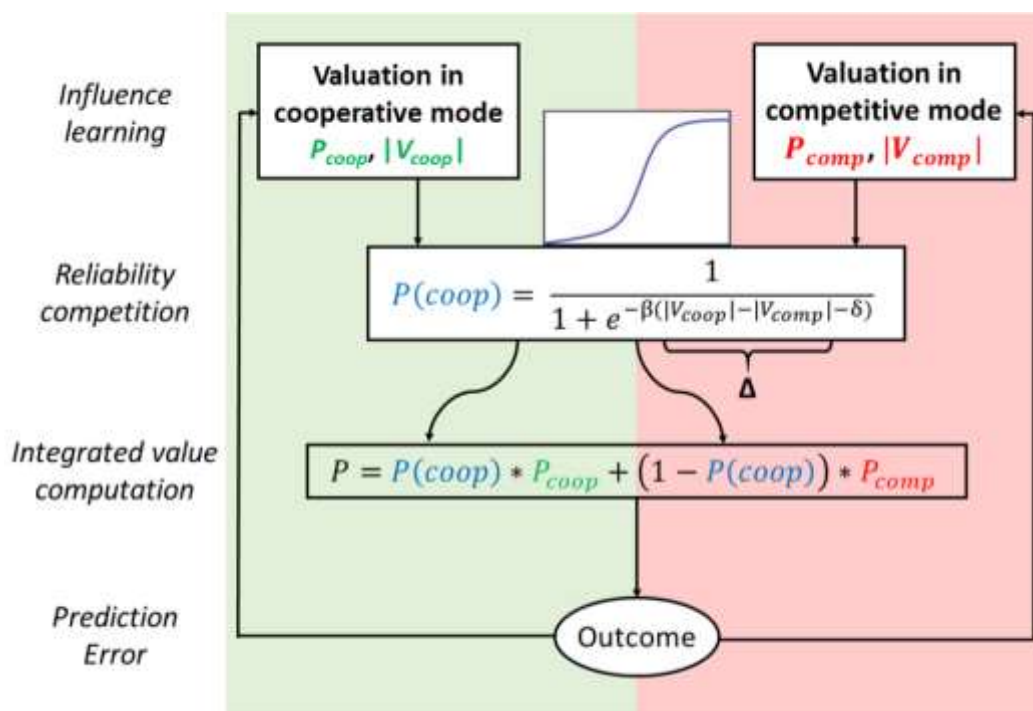 Influence
learning
Valuation in
cooperative mode
P_coop, |V_coop|
Valuation in
competitive mode
P_comp, |V_comp|
Reliability
competition
P(coop) = 1 / (1 + e^{−β(|V_coop|−|V_comp|−δ)})
Δ
Integrated value
computation
P = P(coop) * P_coop + (1 − P(coop)) * P_comp
Prediction
Error
Outcome